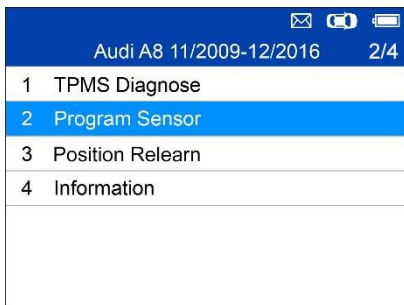 Audi A8 11/2009-12/2016 2/4
1 TPMS Diagnose
2 Program Sensor
3 Position Relearn
4 Information